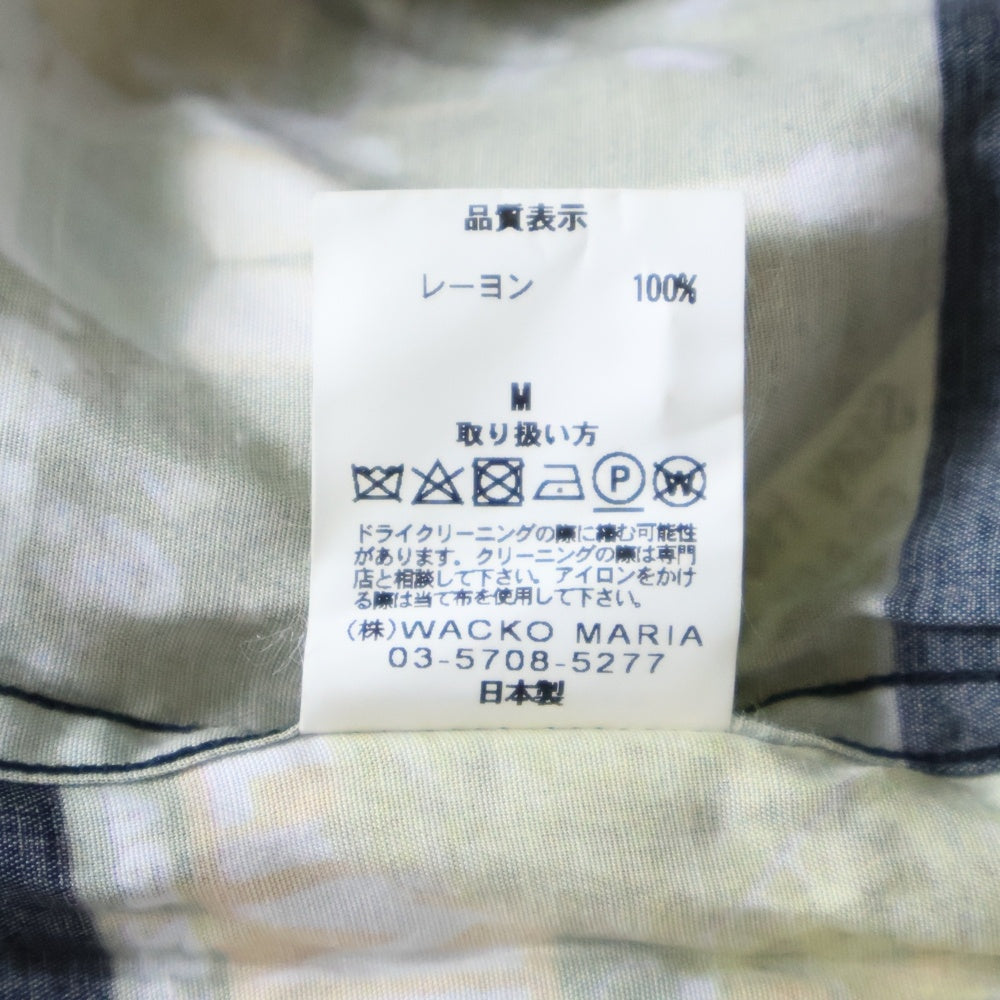 品質表示
レーヨン 100%
M
取り扱い方
P W
ドライクリーニングの際に縮む可能性
があります。クリーニングの際は専門
店と相談して下さい。アイロンをかけ
る際は当て布を使用して下さい。
(株)WACKO MARIA
03-5708-5277
日本製